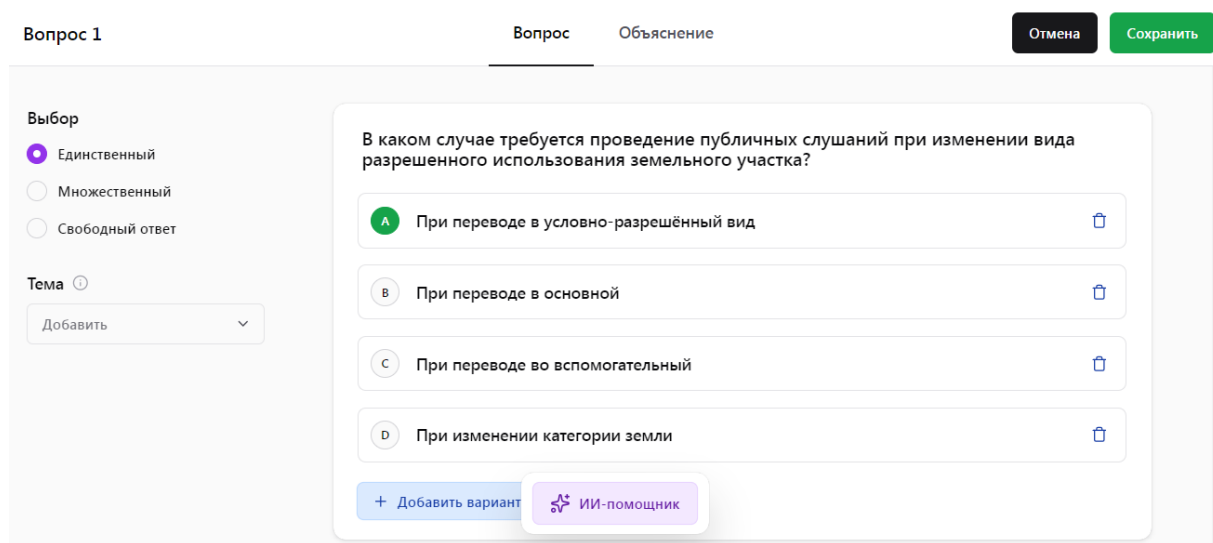 Вопрос 1
Вопрос
Объяснение
Отмена
Сохранить
Выбор
Единственный
Множественный
Свободный ответ
Тема
Добавить
В каком случае требуется проведение публичных слушаний при изменении вида
разрешенного использования земельного участка?
A При переводе в условно-разрешённый вид
B При переводе в основной
C При переводе во вспомогательный
D При изменении категории земли
+ Добавить вариант
ИИ-помощник